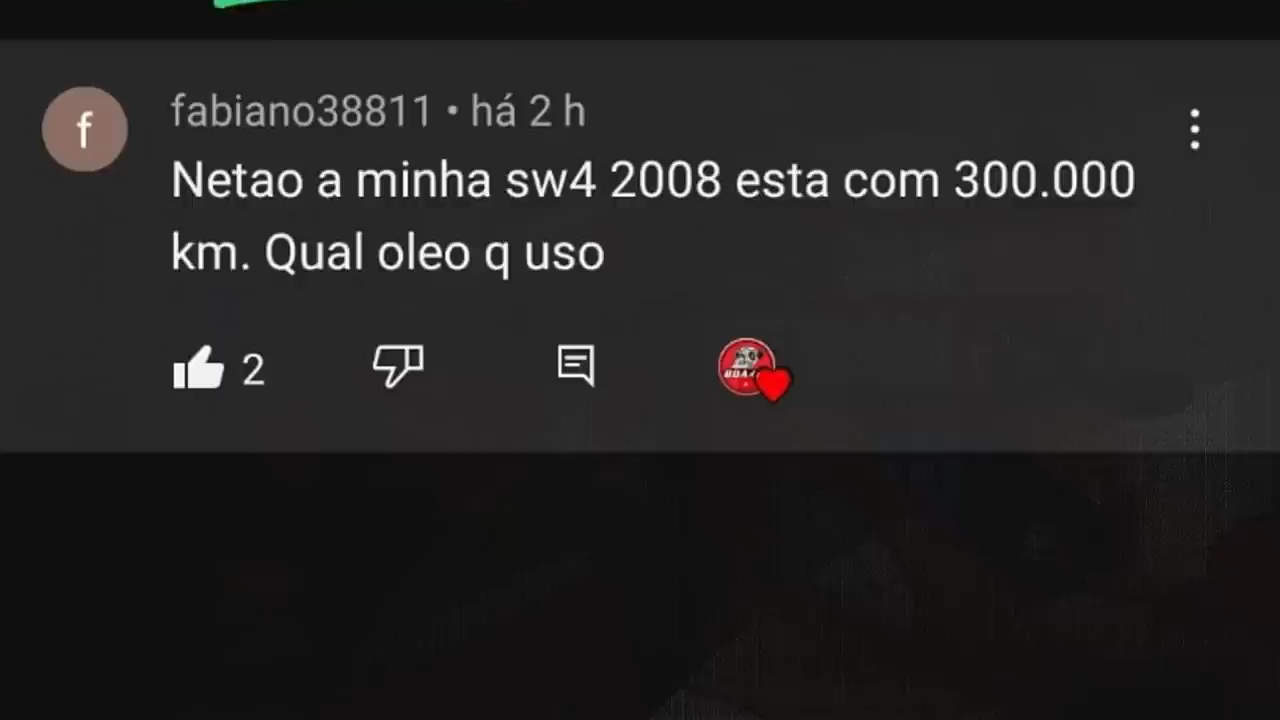 f
fabiano38811 • há 2 h
Netao a minha sw4 2008 esta com 300.000
km. Qual oleo q uso
2